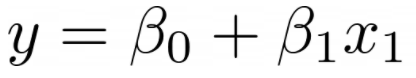 y = β₀ + β₁x₁